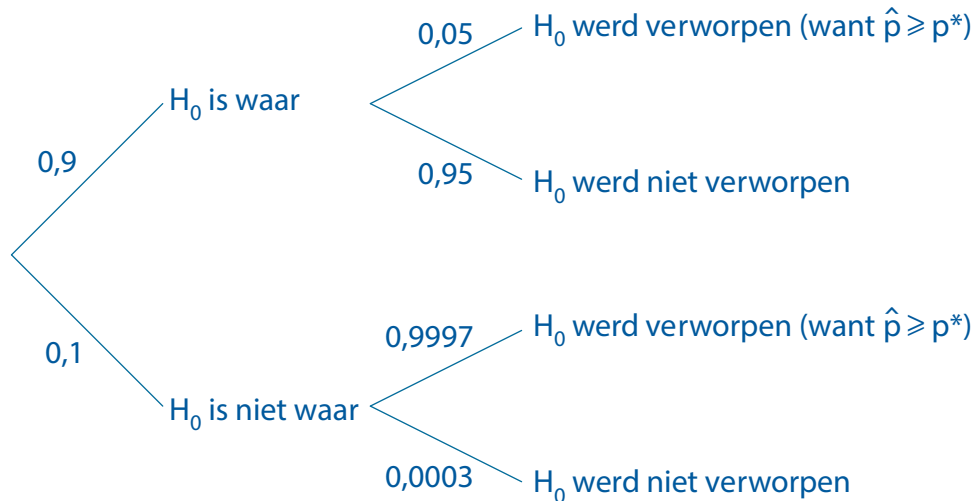 0,05
H₀ werd verworpen (want p̂ ⩾ p*)
H₀ is waar
0,9
0,95
H₀ werd niet verworpen
0,1
0,9997
H₀ werd verworpen (want p̂ ⩾ p*)
H₀ is niet waar
0,0003
H₀ werd niet verworpen